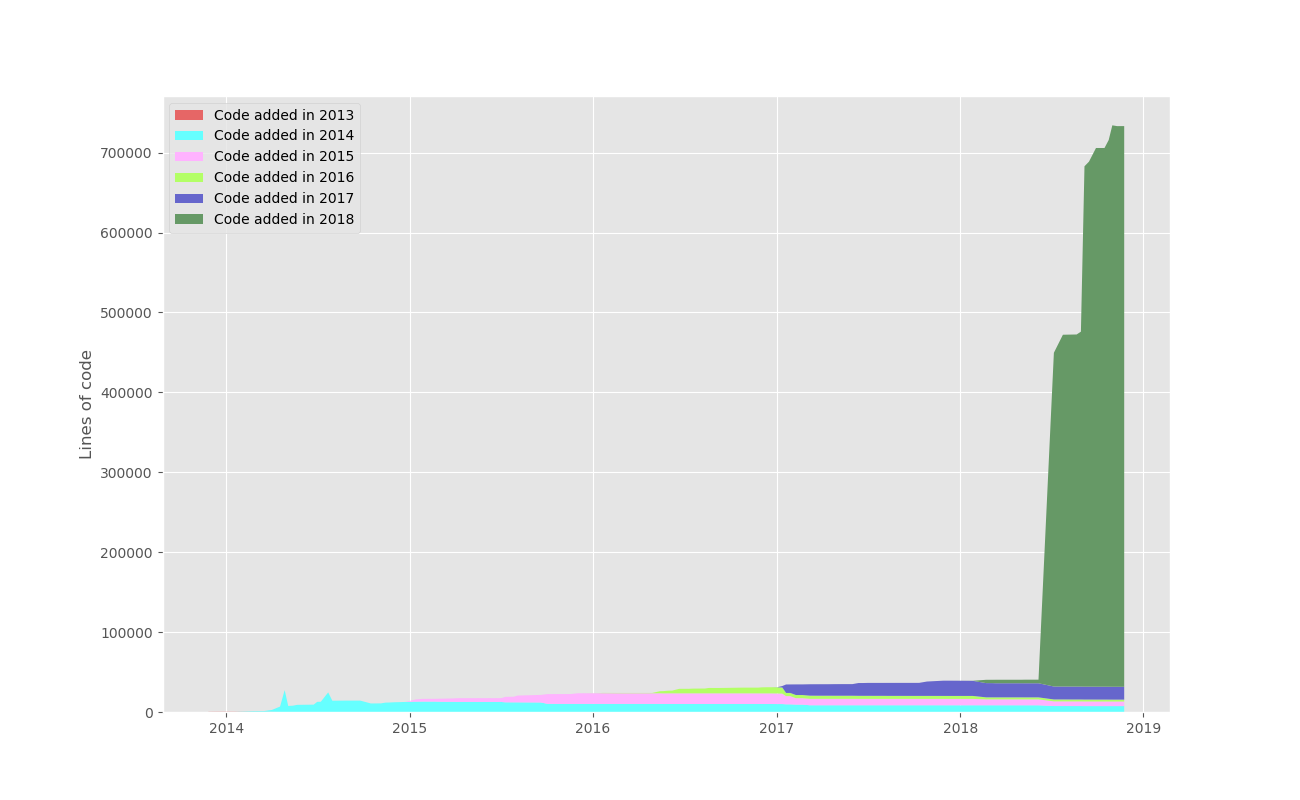 Code added in 2013
Code added in 2014
Code added in 2015
Code added in 2016
Code added in 2017
Code added in 2018
700000
600000
500000
400000
300000
200000
100000
0
Lines of code
2014
2015
2016
2017
2018
2019